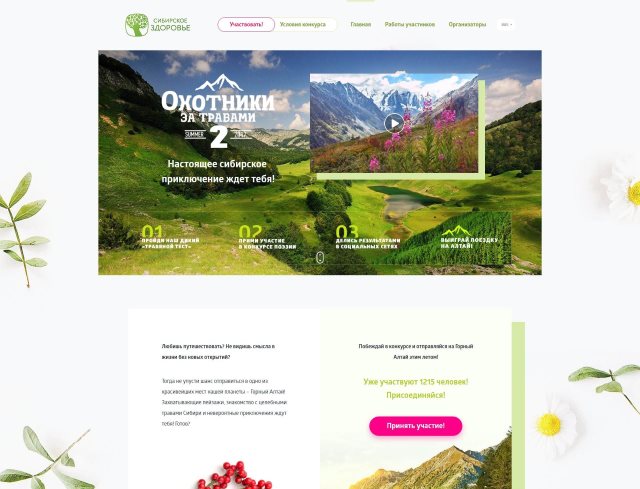 СИБИРСКОЕ
ЗДОРОВЬЕ
Участвовать!
Условия конкурса
Главная
Работы участников
Организаторы
Охотники
за травами
SUMMER 2
Настоящее сибирское
приключение ждет тебя!
01
ПРОЙДИ НАШ ДИКИЙ
«ТРАВЯНОЙ ТЕСТ»
02
ПРИМИ УЧАСТИЕ
В КОНКУРСЕ ПОЭЗИИ
03
ДЕЛИСЬ РЕЗУЛЬТАТАМИ
В СОЦИАЛЬНЫХ СЕТЯХ
ВЫИГРАЙ ПОЕЗДКУ
НА АЛТАЙ!
Любишь путешествовать? Не видишь смысла в
жизни без новых открытий?
Тогда не упусти шанс отправиться в одно из
красивейших мест нашей планеты – Горный Алтай!
Захватывающие пейзажи, знакомство с целебными
травами Сибири и невероятные приключения ждут
тебя! Готов?
Побеждай в конкурсе и отправляйся на Горный
Алтай этим летом!
Уже участвуют 1215 человек!
Присоединяйся!
Принять участие!